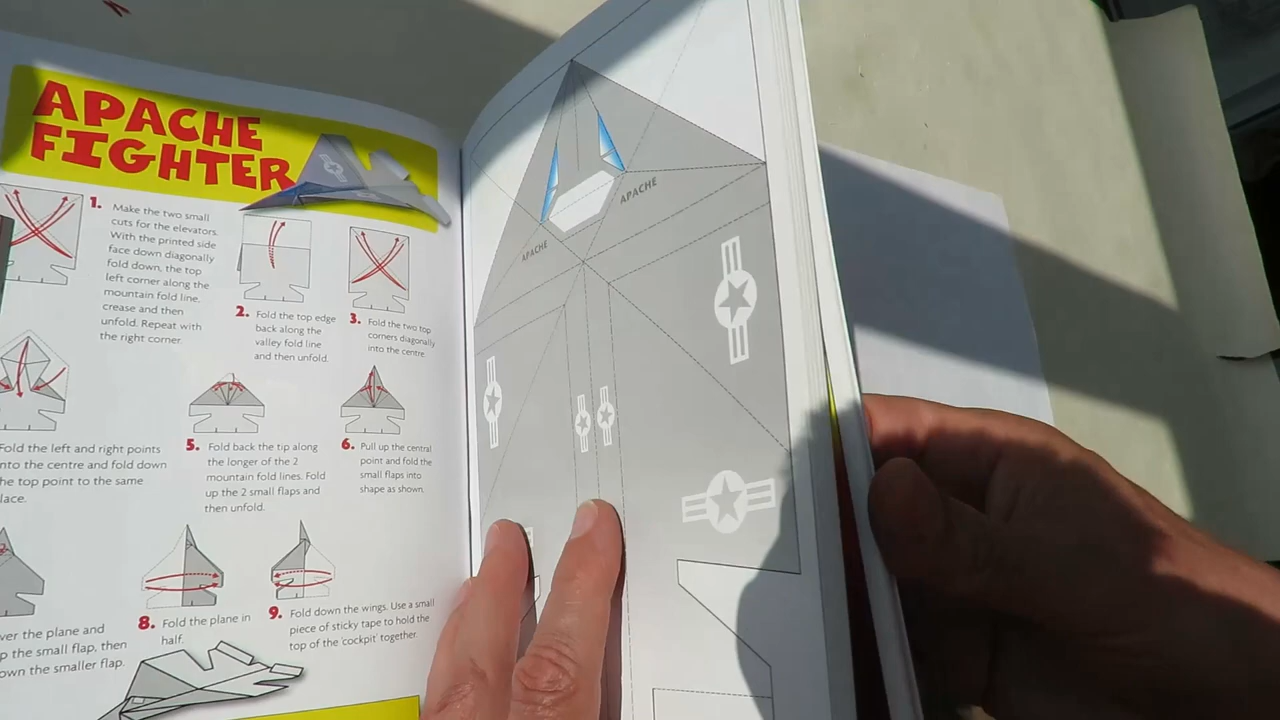 APACHE
FIGHTER
1. Make the two small
cuts for the elevators.
With the printed side
face down diagonally
fold down, the top
left corner along the
mountain fold line,
crease and then
unfold. Repeat with
the right corner.
2. Fold the top edge
back along the
valley fold line
and then unfold.
3. Fold the two top
corners diagonally
into the centre.
Fold the left and right points
nto the centre and fold down
he top point to the same
lace.
5. Fold back the tip along
the longer of the 2
mountain fold lines. Fold
up the 2 small flaps and
then unfold.
6. Pull up the central
point and fold the
small flaps into
shape as shown.
ver the plane and
p the small flap, then
own the smaller flap.
8. Fold the plane in
half.
9. Fold down the wings. Use a small
piece of sticky tape to hold the
top of the 'cockpit' together.
APACHE
APACHE